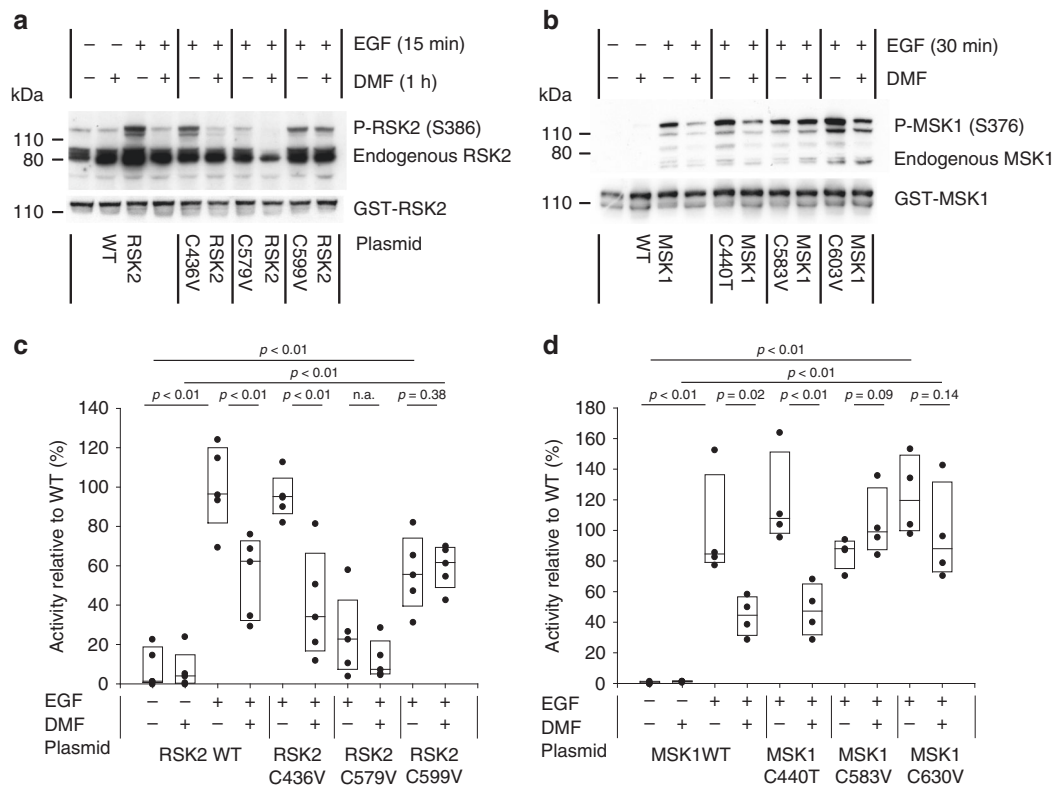 a
− − + + + + + + + + EGF (15 min)
− + − + − + − + − + DMF (1 h)
kDa
110
80
P-RSK2 (S386)
Endogenous RSK2
110
GST-RSK2
WT RSK2 C436V RSK2 C579V RSK2 C599V RSK2 Plasmid
b
− − + + + + + + + + EGF (30 min)
− + − + − + − + − + DMF
kDa
110
80
P-MSK1 (S376)
Endogenous MSK1
110
GST-MSK1
WT MSK1 C440T MSK1 C583V MSK1 C603V MSK1
c
p < 0.01
p < 0.01
p < 0.01 p < 0.01 p < 0.01 n.a. p = 0.38
Activity relative to WT (%)
140
120
100
80
60
40
20
0
EGF − − + + + + + + + +
DMF − + − + − + − + − +
Plasmid RSK2 WT RSK2 RSK2 RSK2
C436V C579V C599V
d
p < 0.01
p < 0.01
p < 0.01 p = 0.02 p < 0.01 p = 0.09 p = 0.14
Activity relative to WT (%)
180
160
140
120
100
80
60
40
20
0
EGF − − + + + + + + + +
DMF − + − + − + − + − +
Plasmid MSK1WT MSK1 MSK1 MSK1
C440T C583V C630V